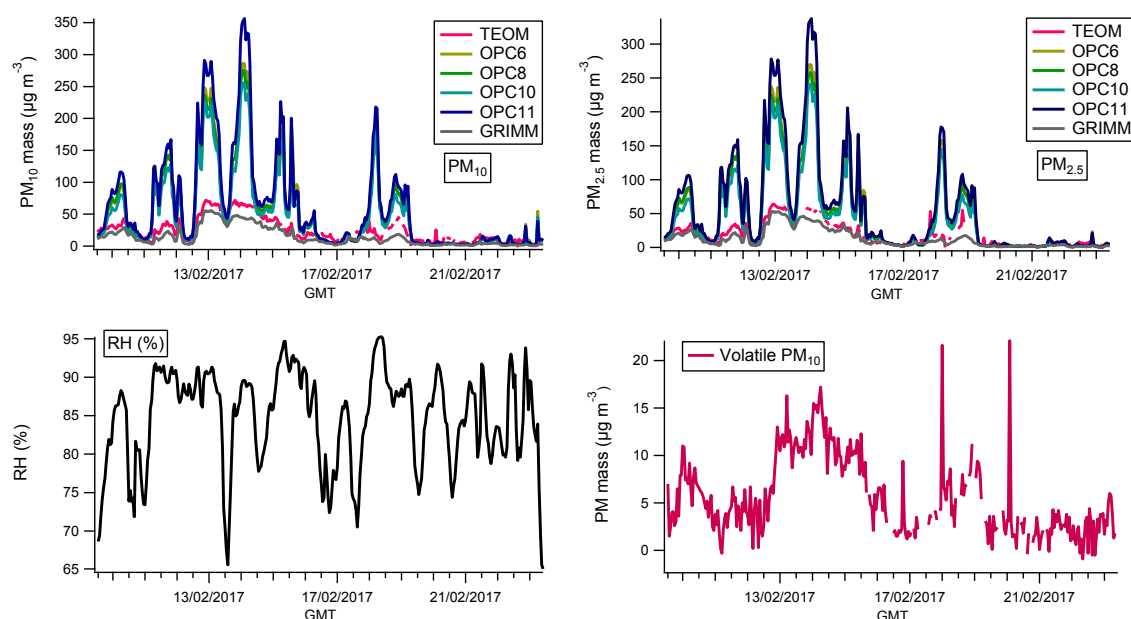 350
300
250
200
150
100
50
0
PM10 mass (µg m⁻³)
TEOM
OPC6
OPC8
OPC10
OPC11
GRIMM
PM10
13/02/2017 17/02/2017 21/02/2017
GMT
300
250
200
150
100
50
0
PM2.5 mass (µg m⁻³)
TEOM
OPC6
OPC8
OPC10
OPC11
GRIMM
PM2.5
13/02/2017 17/02/2017 21/02/2017
GMT
95
90
85
80
75
70
65
RH (%)
RH (%)
13/02/2017 17/02/2017 21/02/2017
GMT
20
15
10
5
0
PM mass (µg m⁻³)
Volatile PM10
13/02/2017 17/02/2017 21/02/2017
GMT